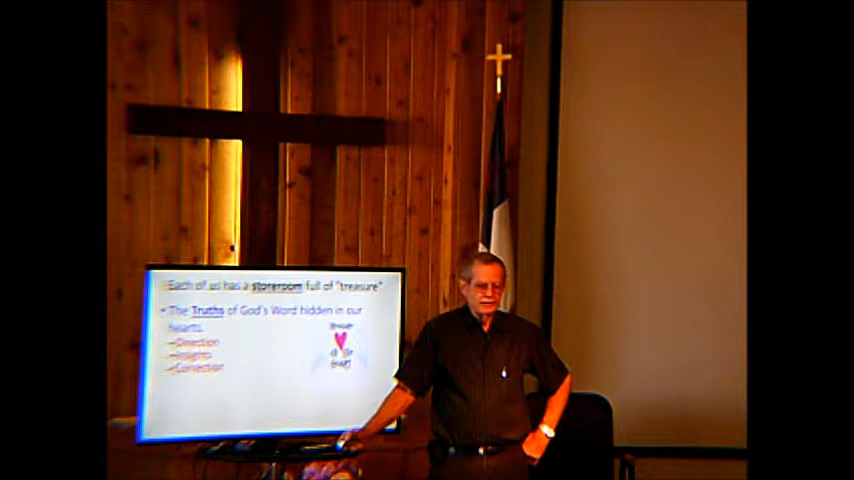 Each of us has a storeroom full of "treasure"
• The Truths of God's Word hidden in our
hearts.
–Direction
–Insights
–Correction